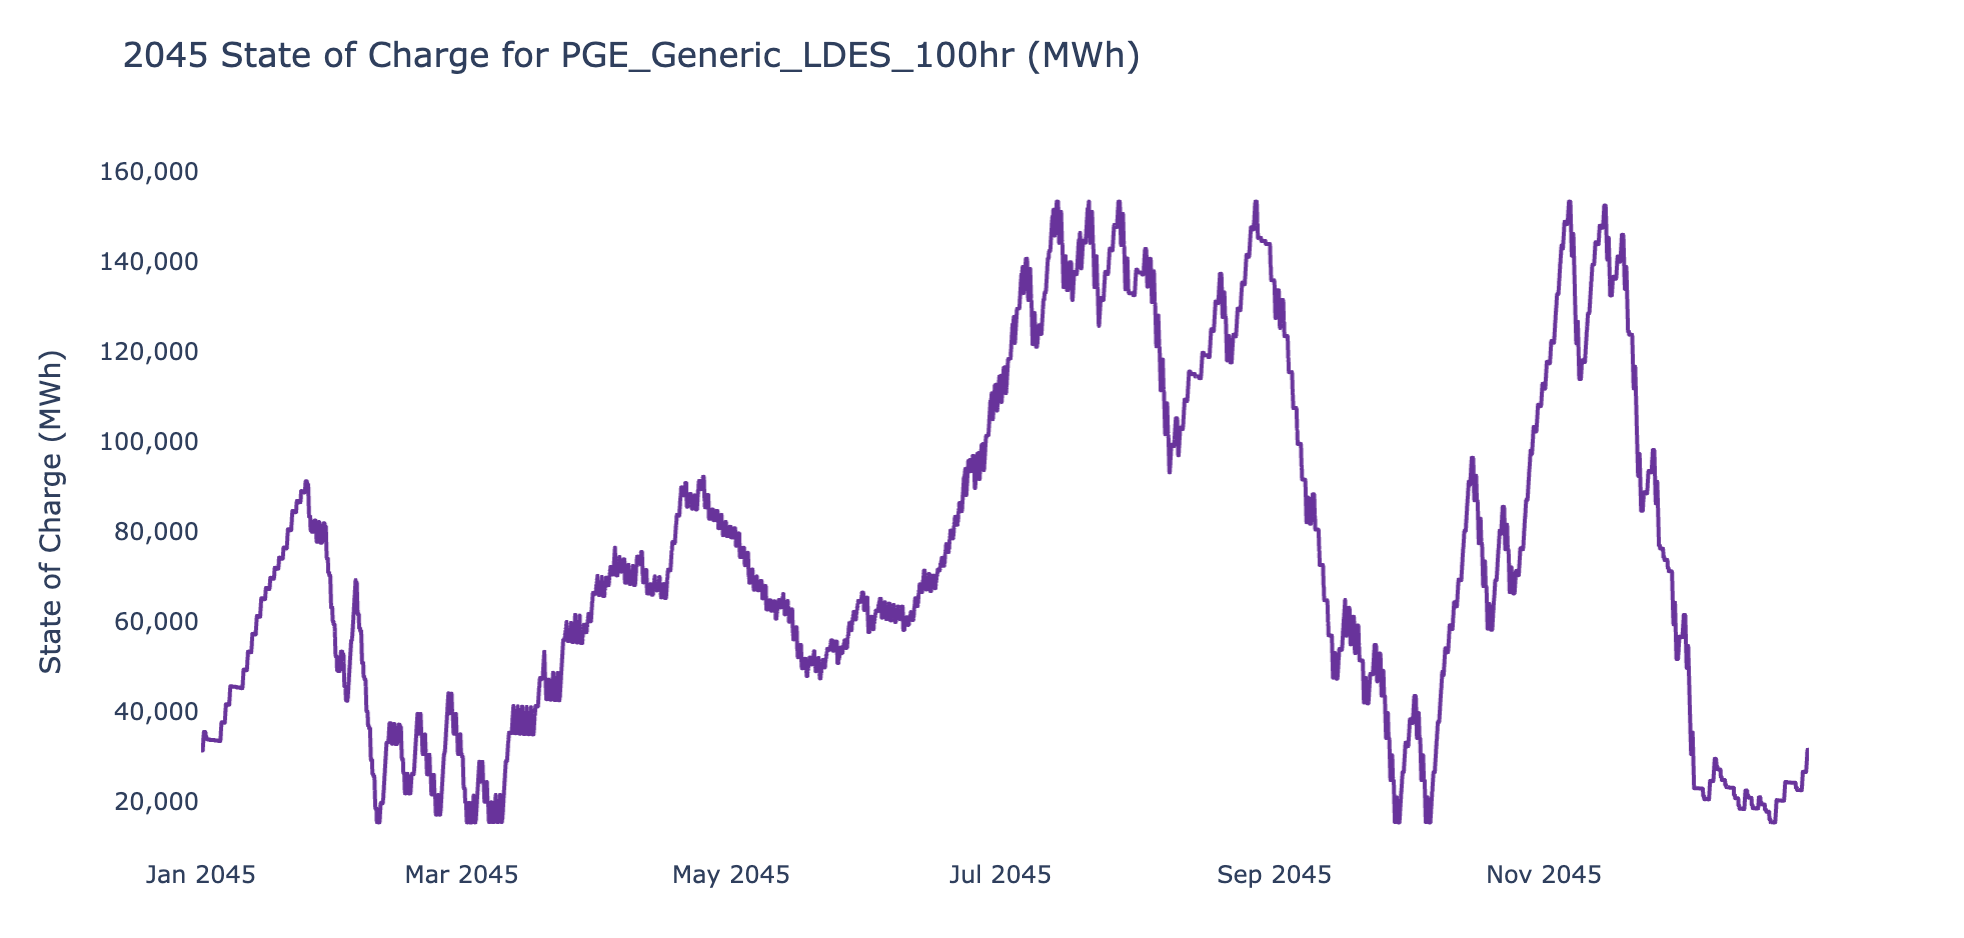 2045 State of Charge for PGE_Generic_LDES_100hr (MWh)
State of Charge (MWh)
160,000
140,000
120,000
100,000
80,000
60,000
40,000
20,000
Jan 2045
Mar 2045
May 2045
Jul 2045
Sep 2045
Nov 2045